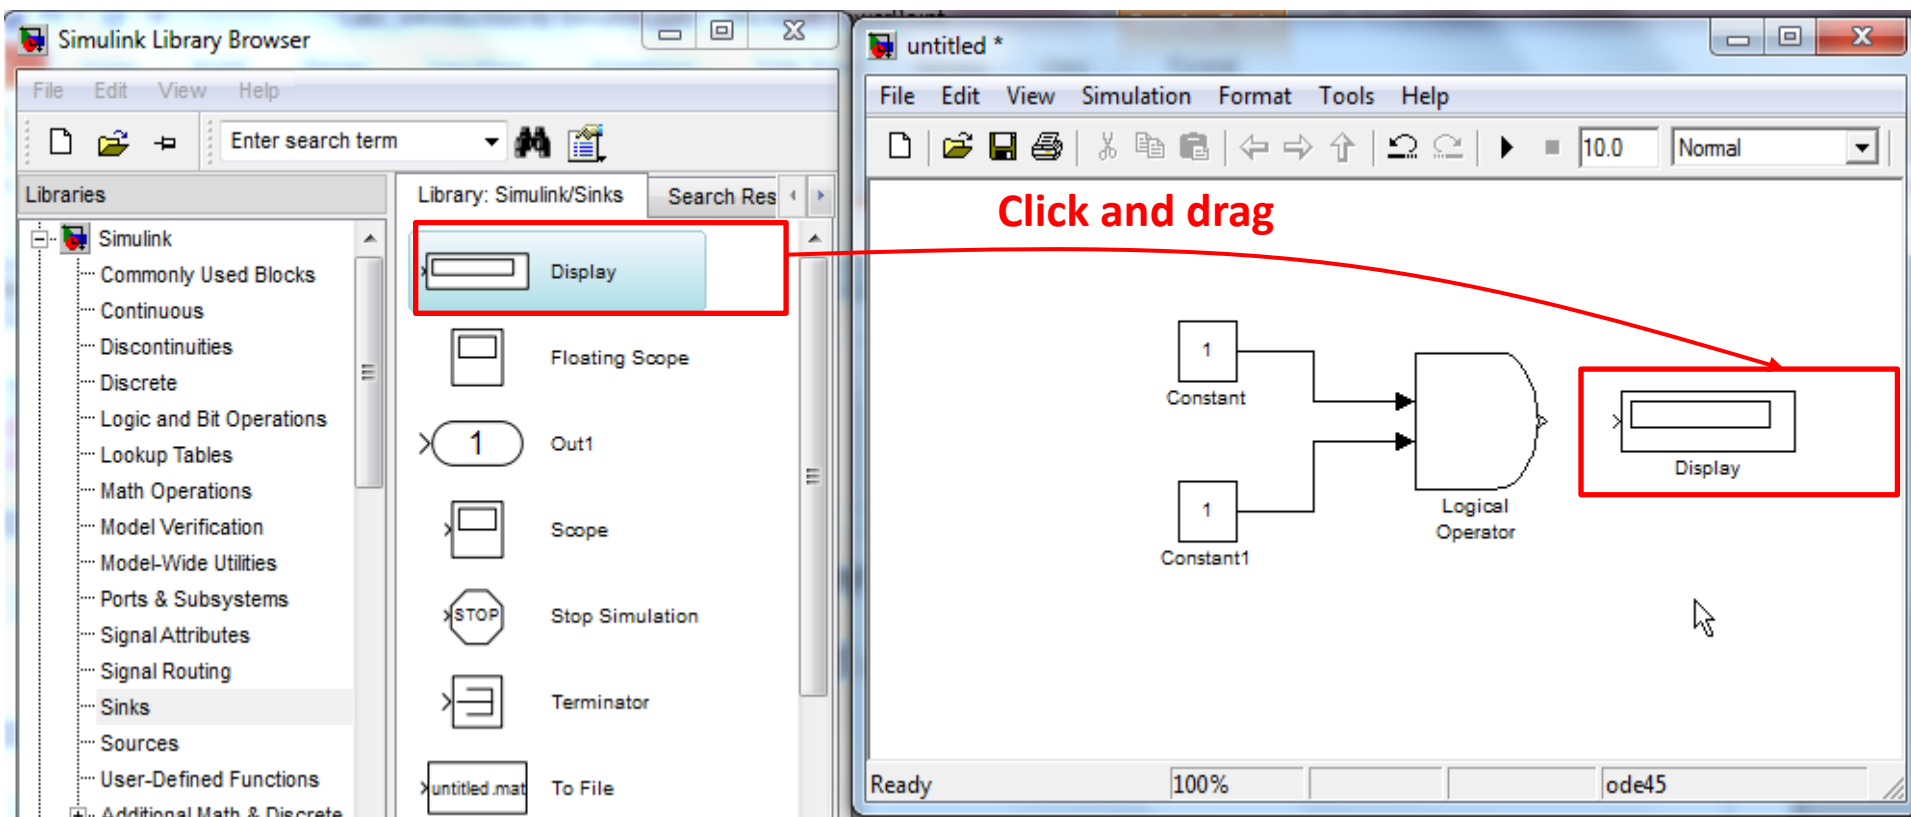 Simulink Library Browser
File Edit View Help
Enter search term
Libraries
Library: Simulink/Sinks
Search Res
Simulink
Commonly Used Blocks
Continuous
Discontinuities
Discrete
Logic and Bit Operations
Lookup Tables
Math Operations
Model Verification
Model-Wide Utilities
Ports & Subsystems
Signal Attributes
Signal Routing
Sinks
Sources
User-Defined Functions
Additional Math & Discrete
Display
Floating Scope
1
Out1
Scope
STOP
Stop Simulation
Terminator
untitled.mat
To File
untitled *
File Edit View Simulation Format Tools Help
10.0
Normal
Click and drag
1
Constant
1
Constant1
Logical
Operator
Display
Ready
100%
ode45